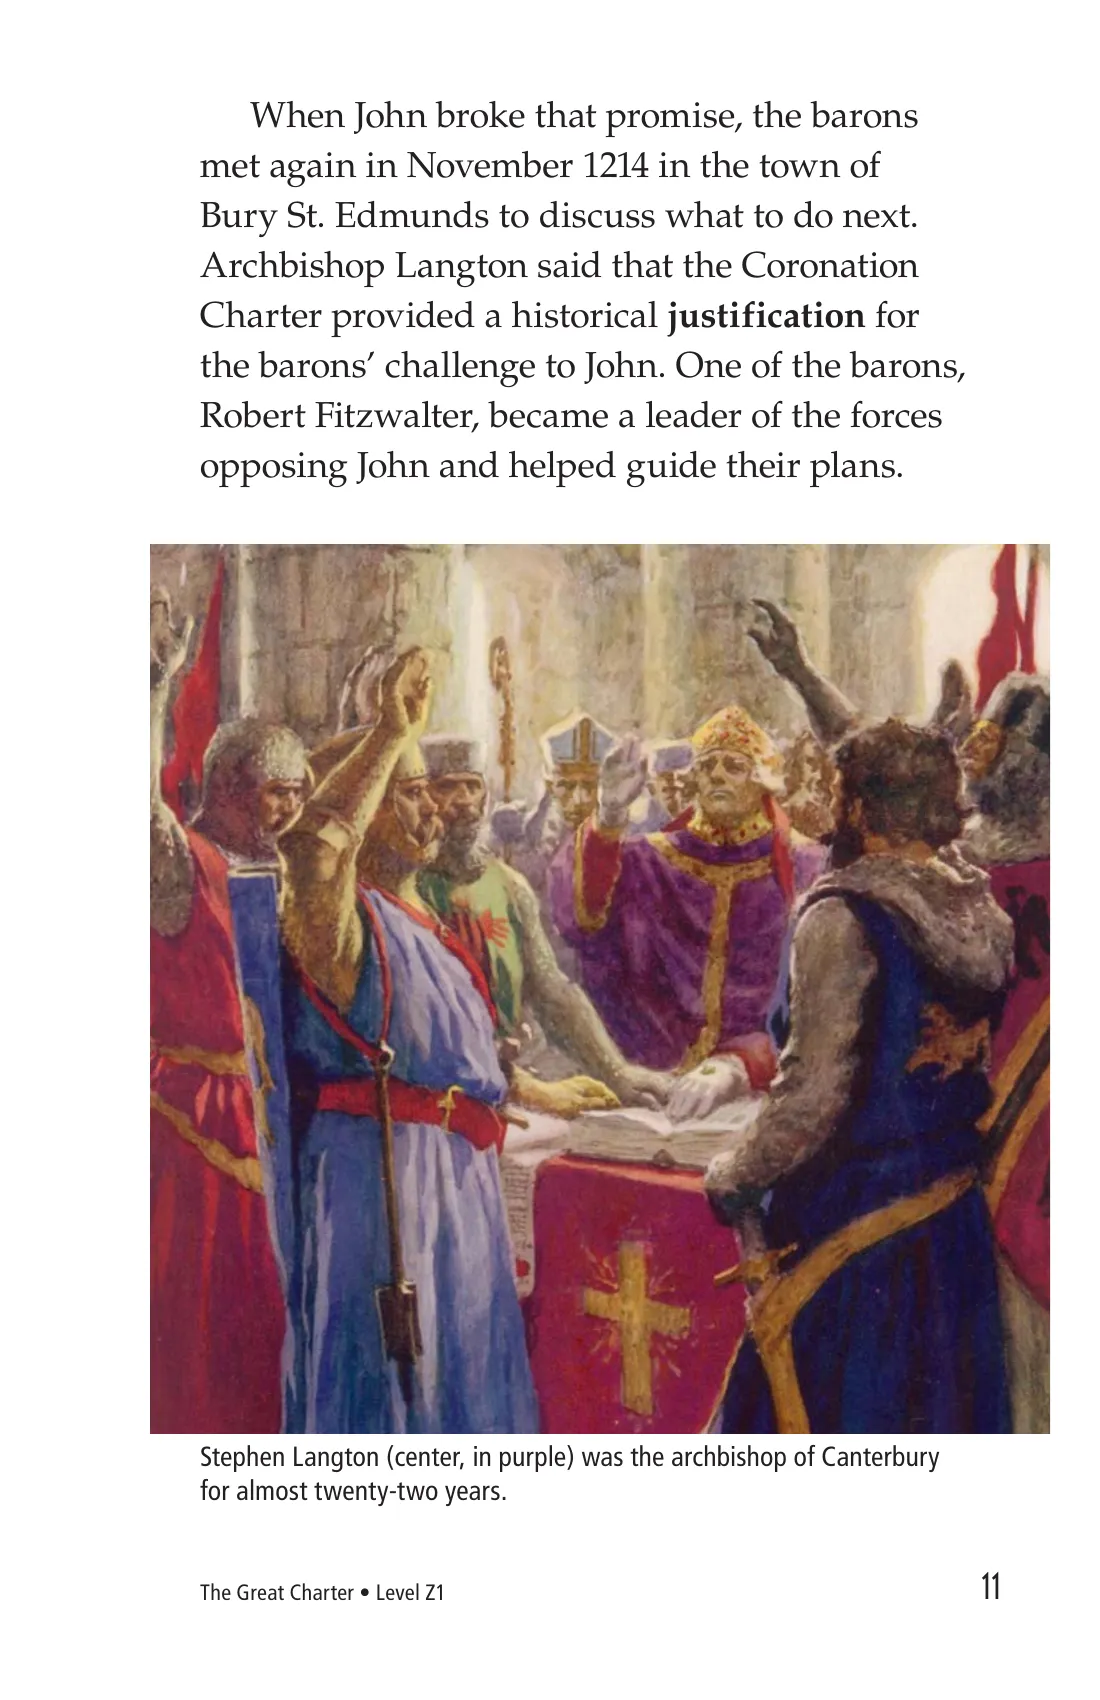 When John broke that promise, the barons
met again in November 1214 in the town of
Bury St. Edmunds to discuss what to do next.
Archbishop Langton said that the Coronation
Charter provided a historical justification for
the barons’ challenge to John. One of the barons,
Robert Fitzwalter, became a leader of the forces
opposing John and helped guide their plans.
Stephen Langton (center, in purple) was the archbishop of Canterbury
for almost twenty-two years.
The Great Charter • Level Z1
11